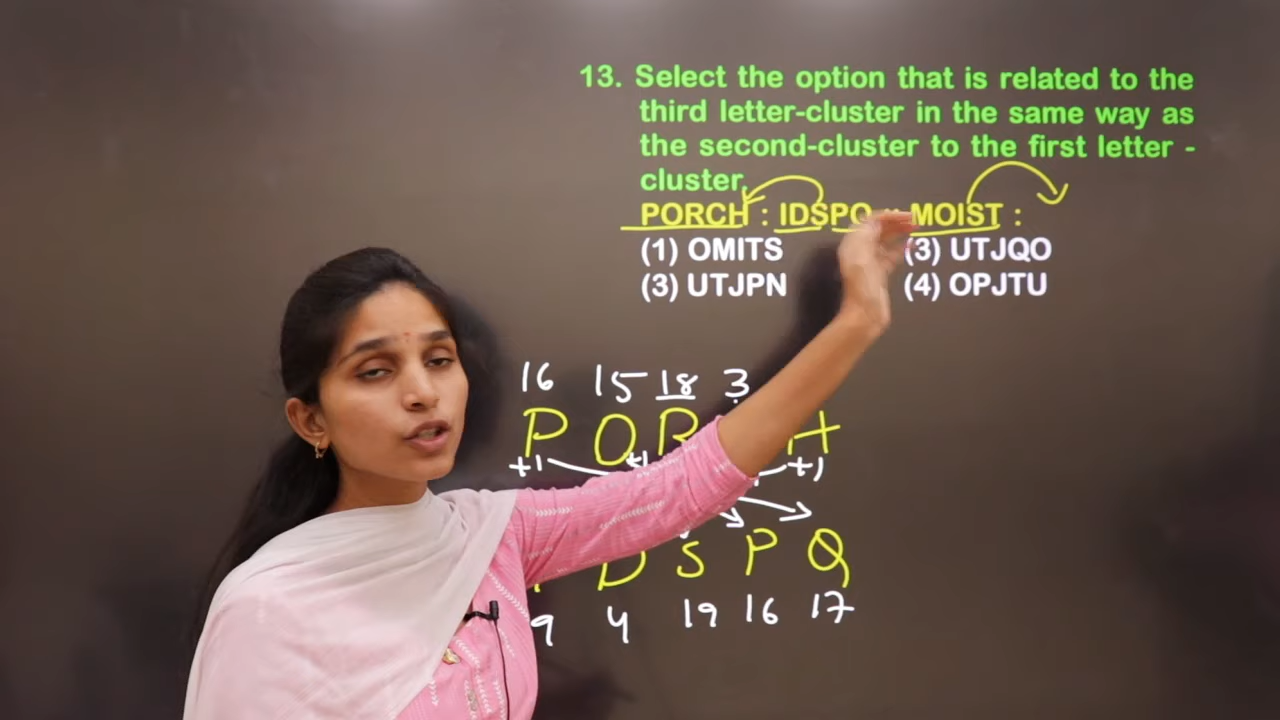 13. Select the option that is related to the
third letter-cluster in the same way as
the second-cluster to the first letter -
cluster.
PORCH : IDSPQ :: MOIST :
(1) OMITS (3) UTJQO
(3) UTJPN (4) OPJTU
16 15 18 3
P O R H
+1 +1 +1
D S P Q
9 4 19 16 17